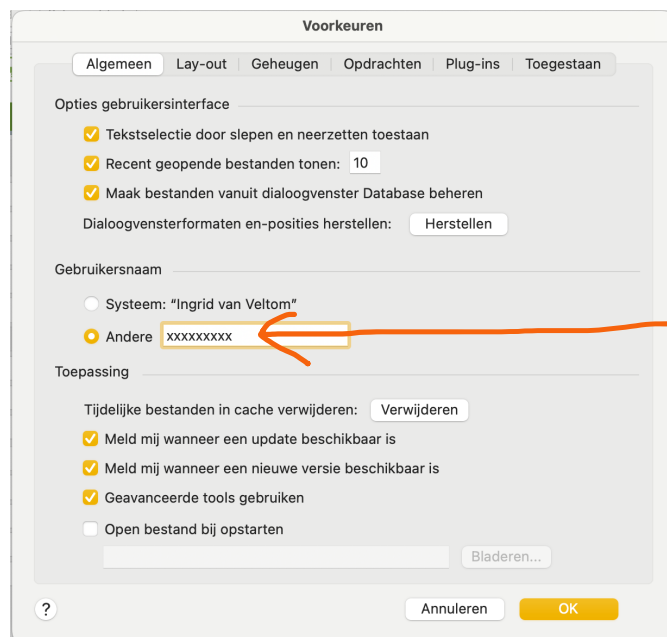 Voorkeuren
Algemeen Lay-out Geheugen Opdrachten Plug-ins Toegestaan
Opties gebruikersinterface
Tekstselectie door slepen en neerzetten toestaan
Recent geopende bestanden tonen: 10
Maak bestanden vanuit dialoogvenster Database beheren
Dialoogvensterformaten en-posities herstellen: Herstellen
Gebruikersnaam
Systeem: “Ingrid van Veltom”
Andere xxxxxxxxx
Toepassing
Tijdelijke bestanden in cache verwijderen: Verwijderen
Meld mij wanneer een update beschikbaar is
Meld mij wanneer een nieuwe versie beschikbaar is
Geavanceerde tools gebruiken
Open bestand bij opstarten
Bladeren...
? Annuleren OK